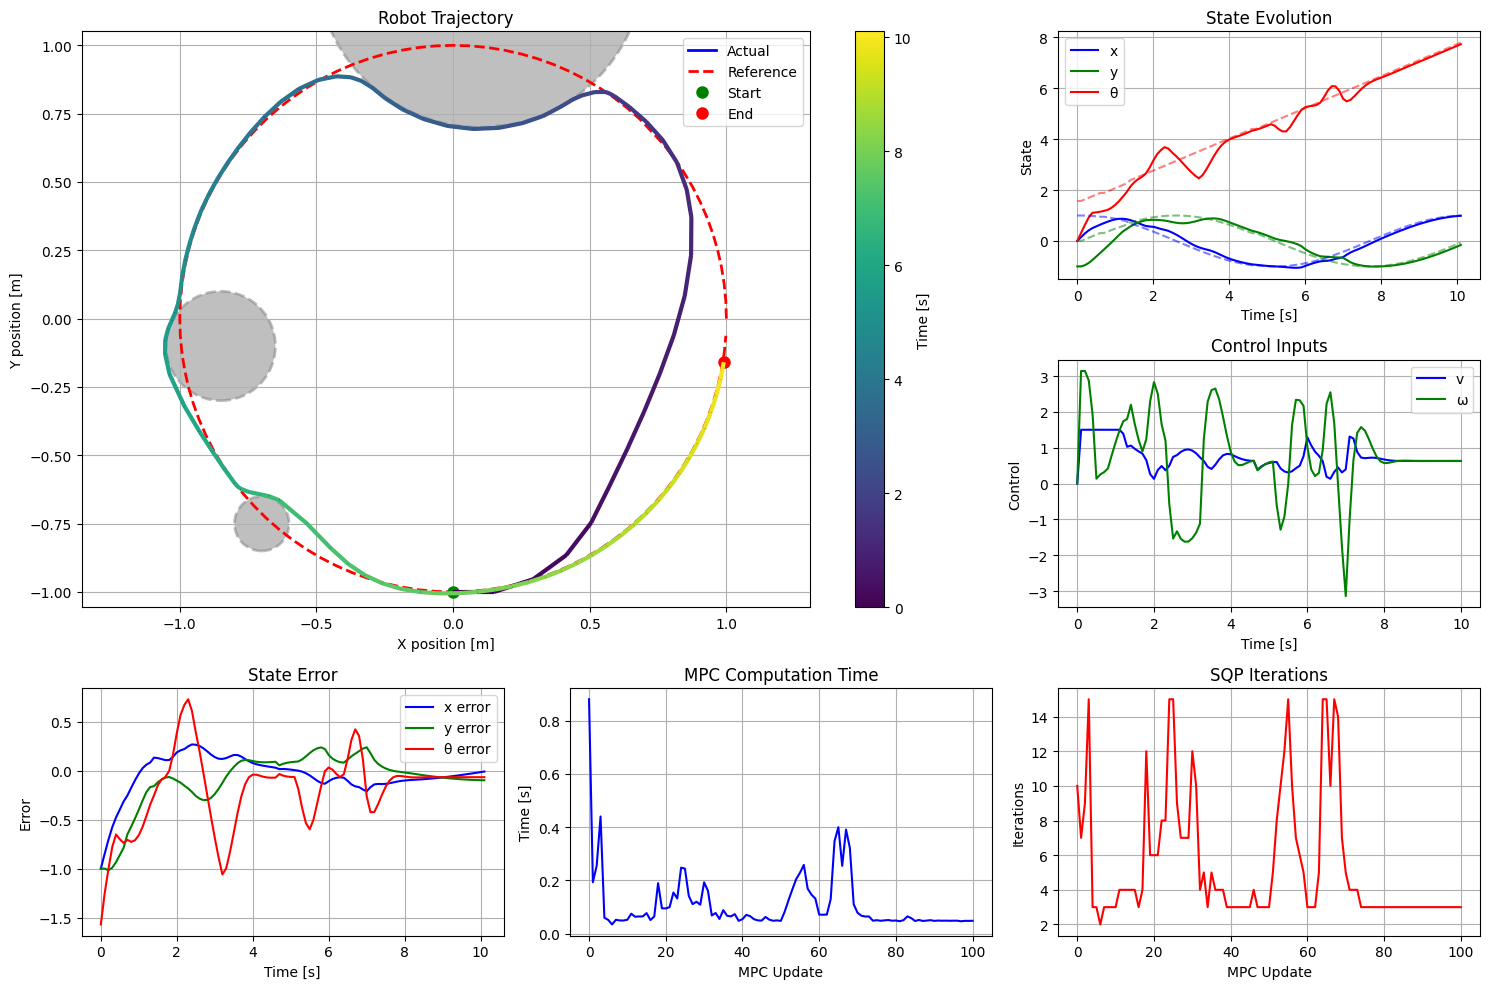 Robot Trajectory
1.00
0.75
0.50
0.25
0.00
−0.25
−0.50
−0.75
−1.00
Y position [m]
−1.0
−0.5
0.0
0.5
1.0
X position [m]
Actual
Reference
Start
End
10
8
6
4
2
0
Time [s]
State Evolution
8
6
4
2
0
State
x
y
θ
0
2
4
6
8
10
Time [s]
Control Inputs
3
2
1
0
−1
−2
−3
Control
v
ω
0
2
4
6
8
10
Time [s]
State Error
0.5
0.0
−0.5
−1.0
−1.5
Error
x error
y error
θ error
0
2
4
6
8
10
Time [s]
MPC Computation Time
0.8
0.6
0.4
0.2
0.0
Time [s]
0
20
40
60
80
100
MPC Update
SQP Iterations
14
12
10
8
6
4
2
Iterations
0
20
40
60
80
100
MPC Update